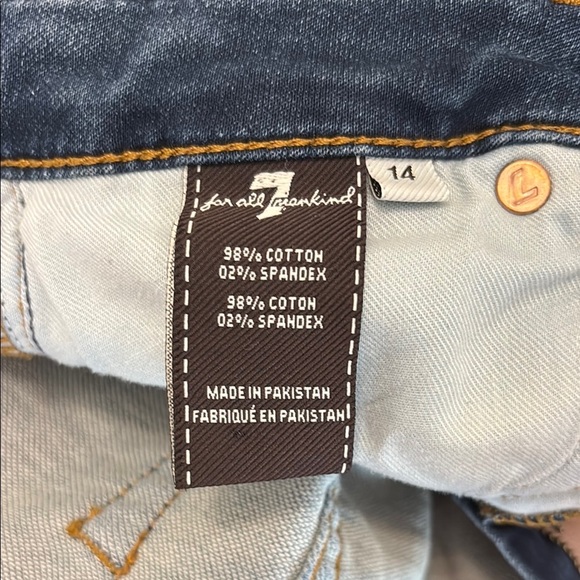 7
for all mankind
14
L
98% COTTON
02% SPANDEX
98% COTON
02% SPANDEX
MADE IN PAKISTAN
FABRIQUÉ EN PAKISTAN